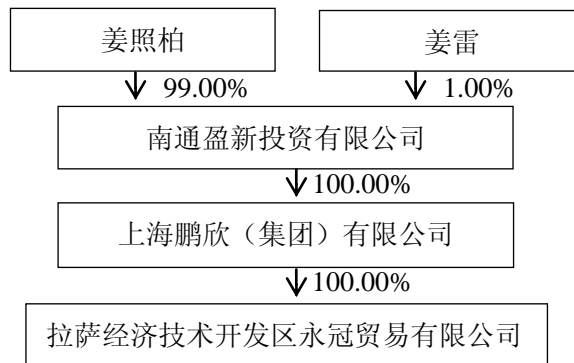 姜照柏
姜雷
99.00%
1.00%
南通盈新投资有限公司
100.00%
上海鹏欣（集团）有限公司
100.00%
拉萨经济技术开发区永冠贸易有限公司